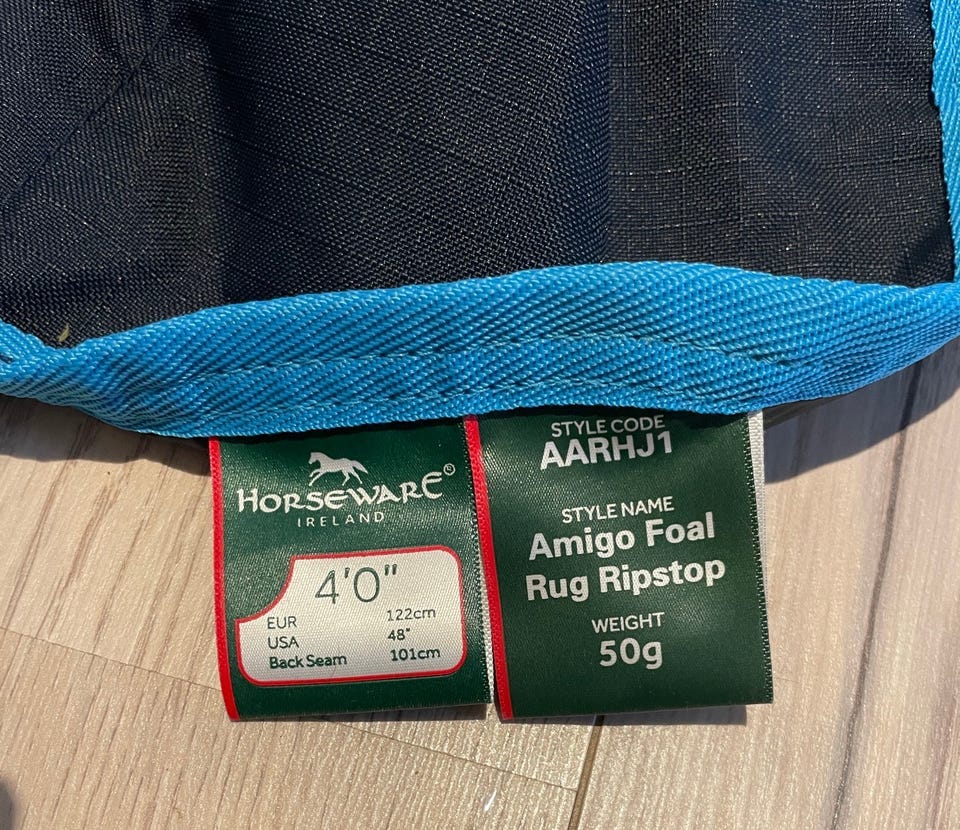 HORSEWARE®
IRELAND
4'0"
EUR 122cm
USA 48"
Back Seam 101cm
STYLE CODE
AARHJ1
STYLE NAME
Amigo Foal
Rug Ripstop
WEIGHT
50g